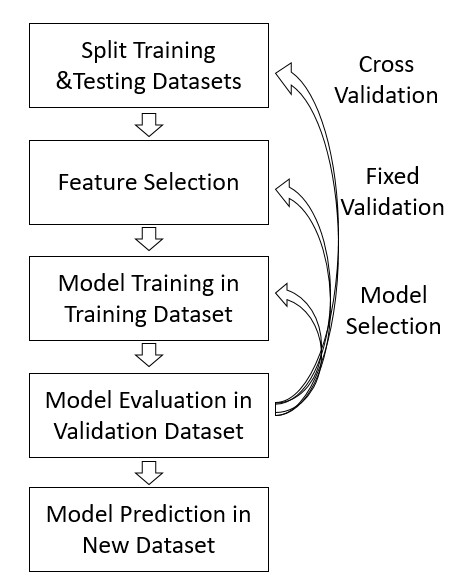 Split Training
&Testing Datasets
Cross
Validation
Feature Selection
Fixed
Validation
Model Training in
Training Dataset
Model
Selection
Model Evaluation in
Validation Dataset
Model Prediction in
New Dataset